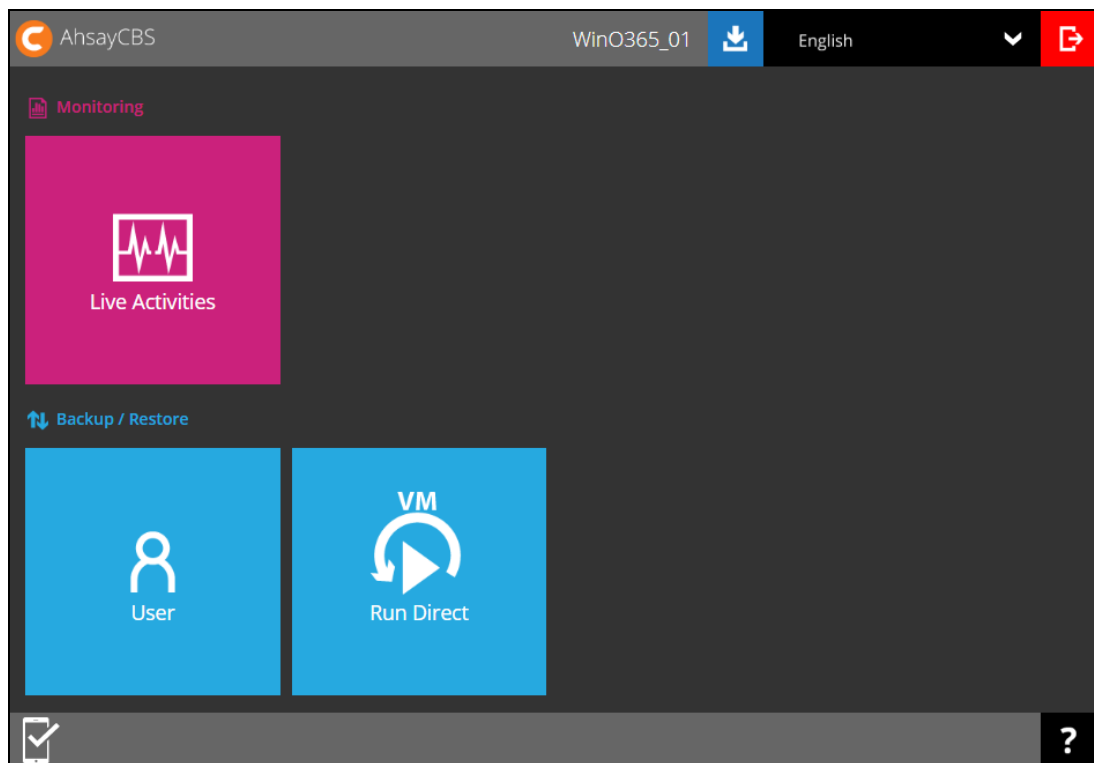 AhsayCBS
WinO365_01
English
Monitoring
Live Activities
Backup / Restore
User
VM
Run Direct
?